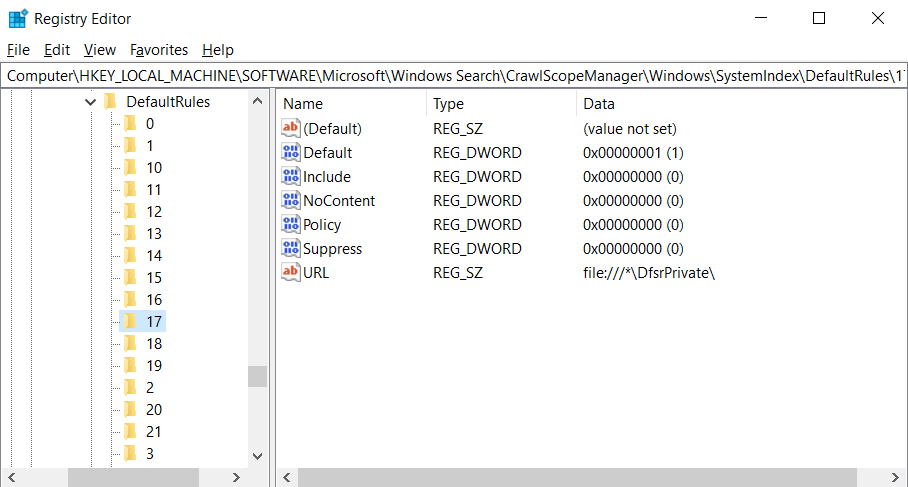 Registry Editor
File Edit View Favorites Help
Computer\HKEY_LOCAL_MACHINE\SOFTWARE\Microsoft\Windows Search\CrawlScopeManager\Windows\SystemIndex\DefaultRules\17
DefaultRules
0
1
10
11
12
13
14
15
16
17
18
19
2
20
21
3
Name Type Data
(Default) REG_SZ (value not set)
Default REG_DWORD 0x00000001 (1)
Include REG_DWORD 0x00000000 (0)
NoContent REG_DWORD 0x00000000 (0)
Policy REG_DWORD 0x00000000 (0)
Suppress REG_DWORD 0x00000000 (0)
URL REG_SZ file:///*\DfsrPrivate\